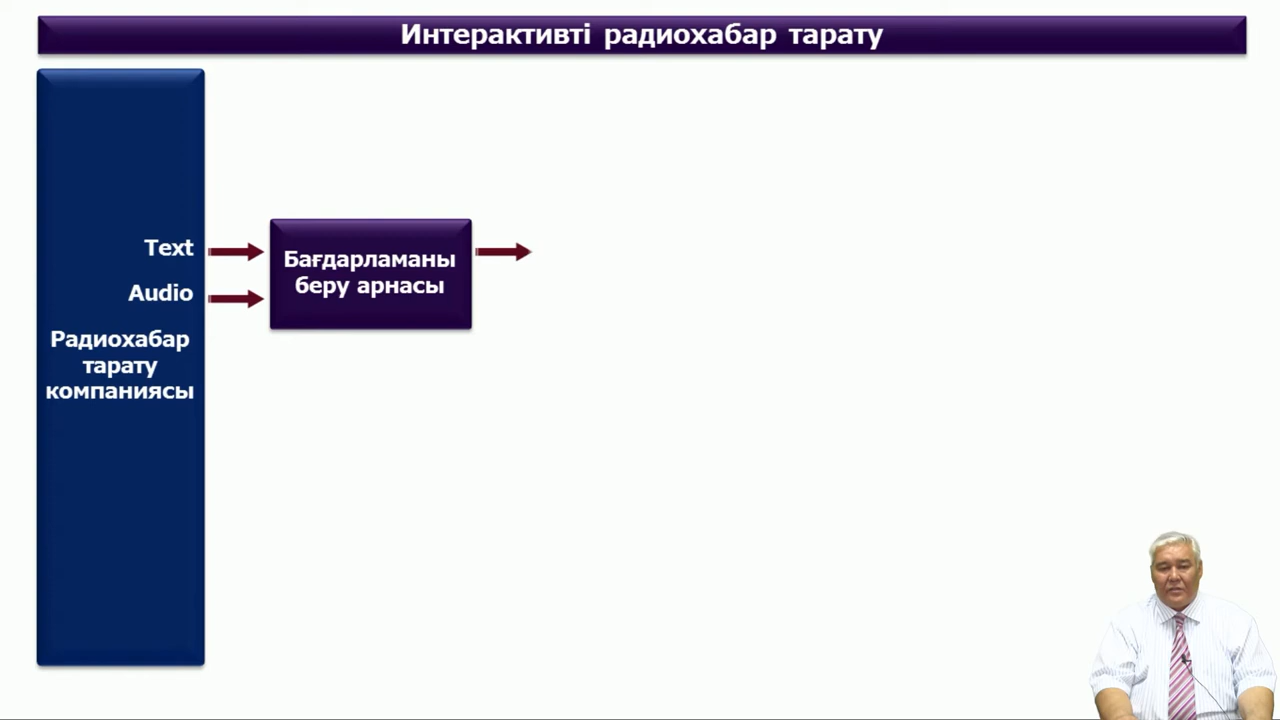 Интерактивті радиохабар тарату
Text
Audio
Радиохабар
тарату
компаниясы
Бағдарламаны
беру арнасы